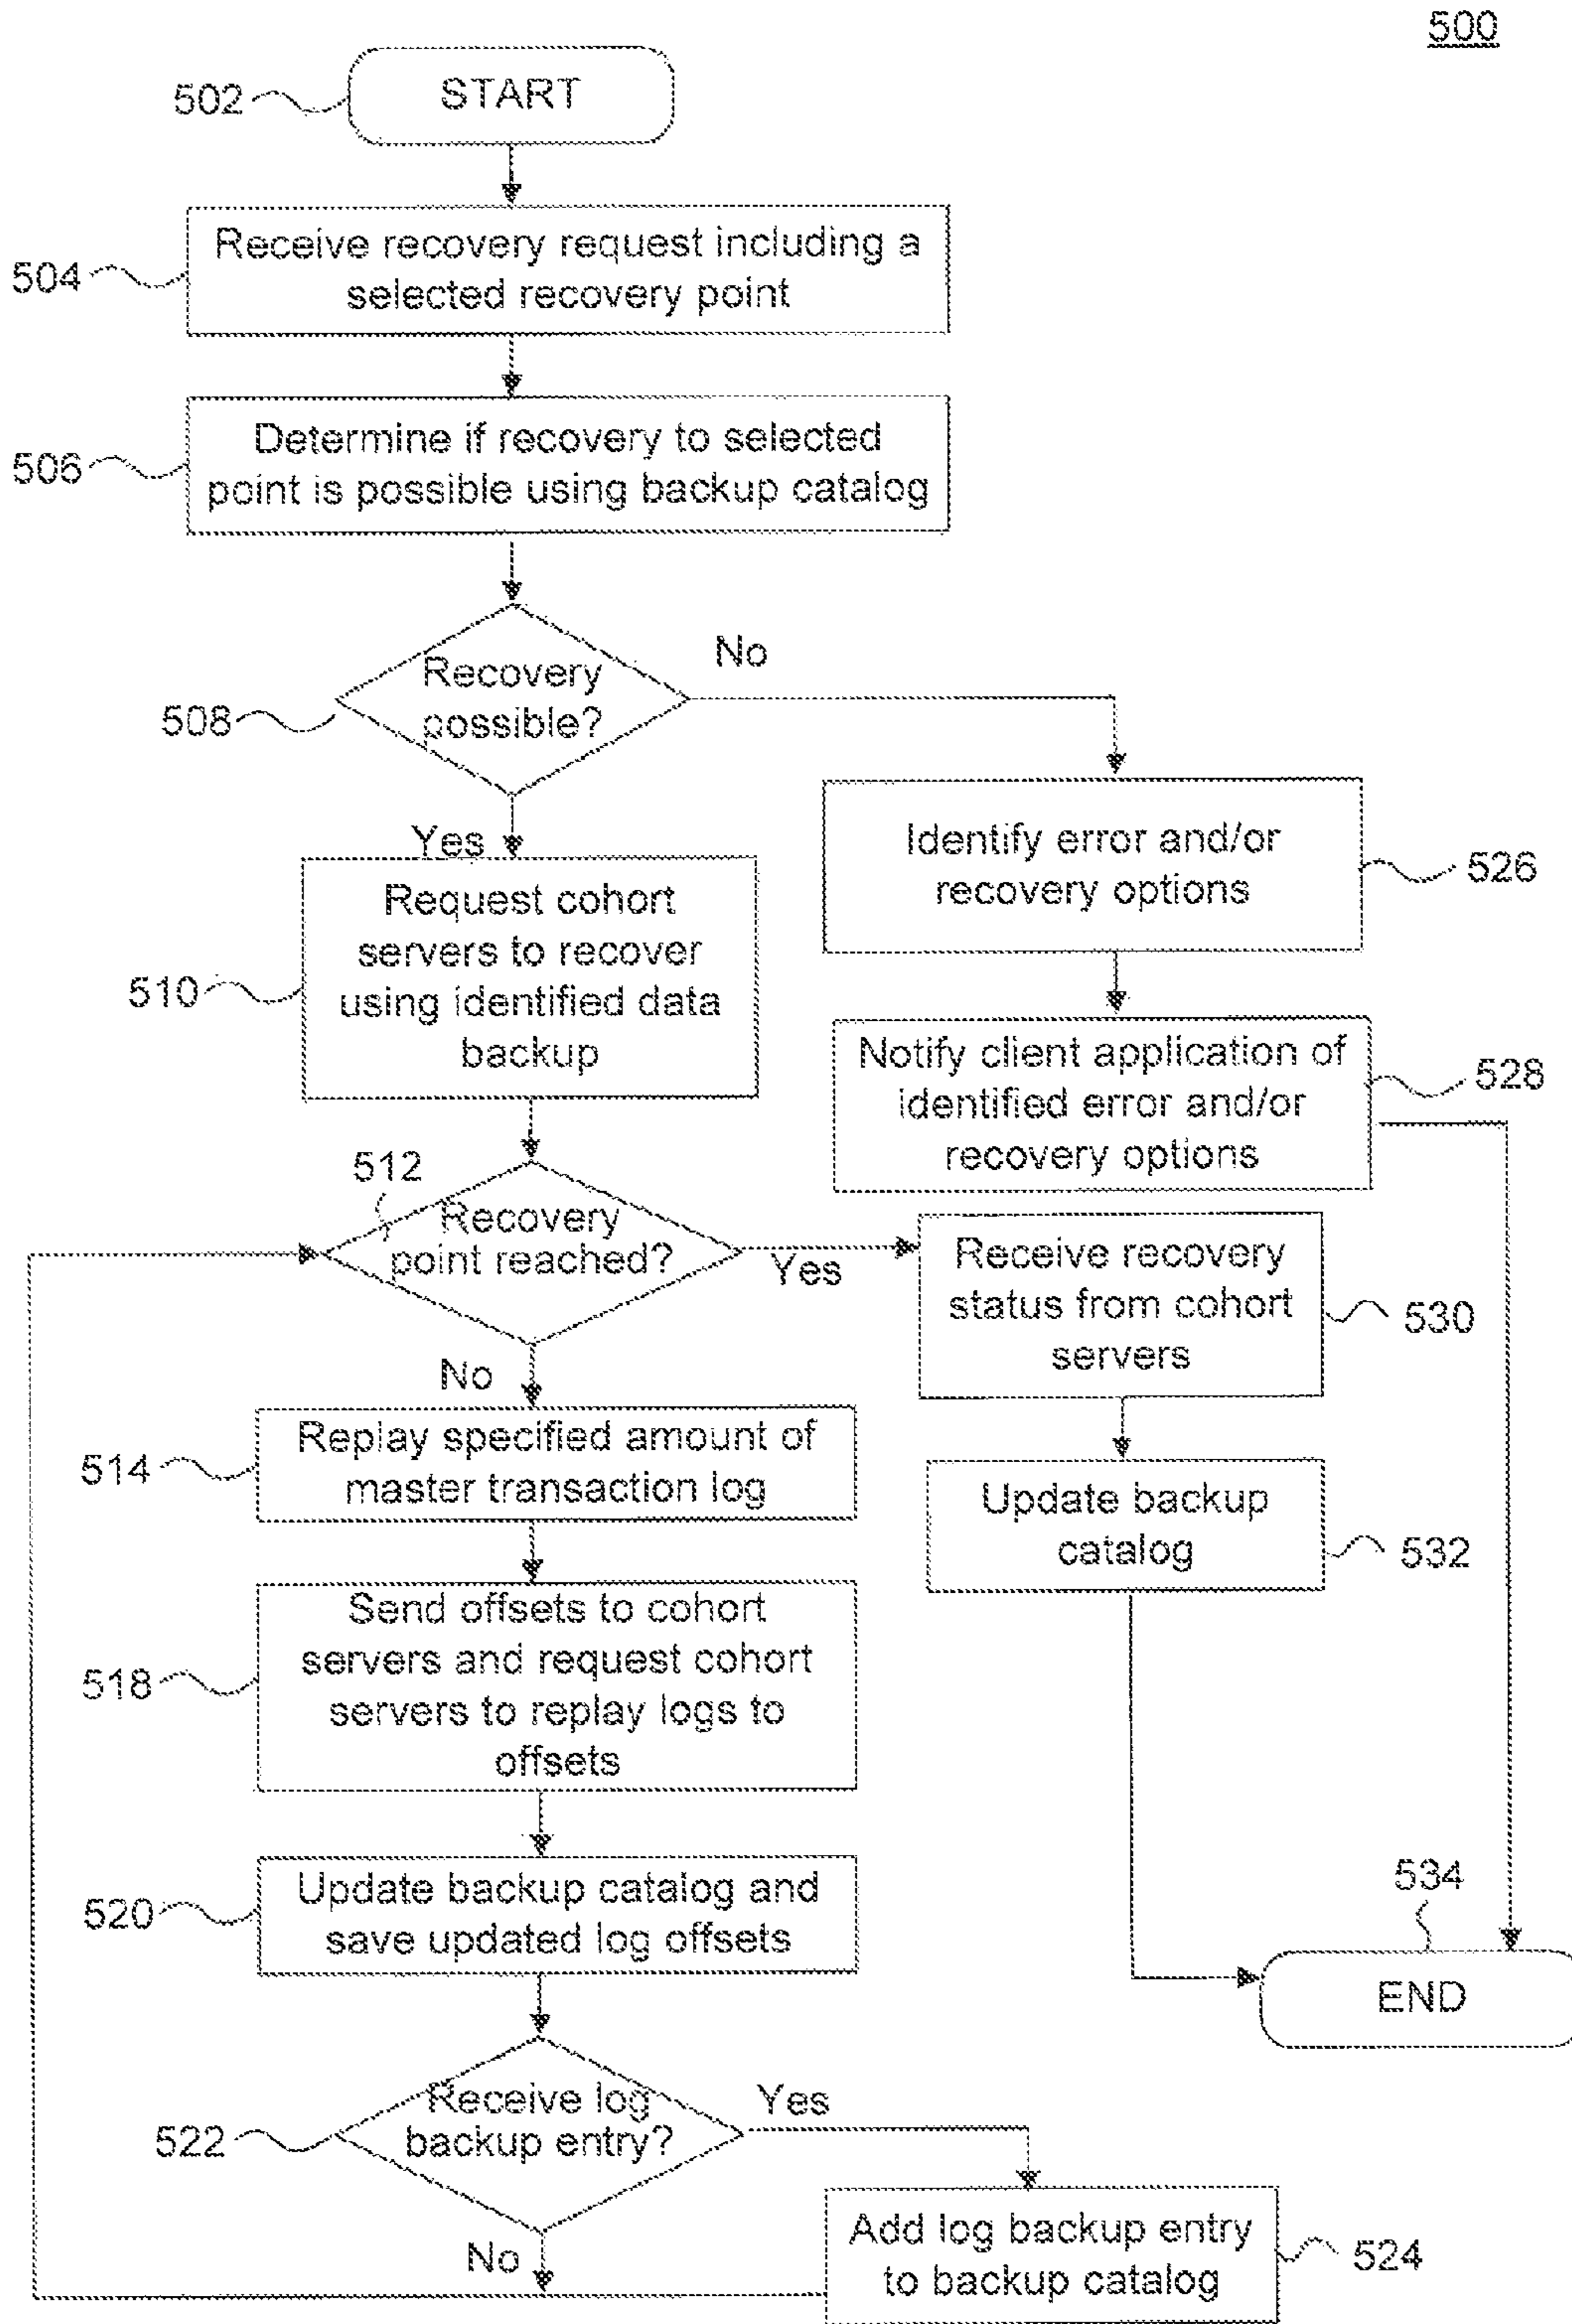 500
502
START
504
Receive recovery request including a
selected recovery point
506
Determine if recovery to selected
point is possible using backup catalog
508
Recovery
possible?
No
Yes
526
Identify error and/or
recovery options
510
Request cohort
servers to recover
using identified data
backup
528
Notify client application of
identified error and/or
recovery options
512
Recovery
point reached?
Yes
No
530
Receive recovery
status from cohort
servers
514
Replay specified amount of
master transaction log
532
Update backup
catalog
518
Send offsets to cohort
servers and request cohort
servers to replay logs to
offsets
520
Update backup catalog and
save updated log offsets
534
END
522
Receive log
backup entry?
Yes
No
524
Add log backup entry
to backup catalog